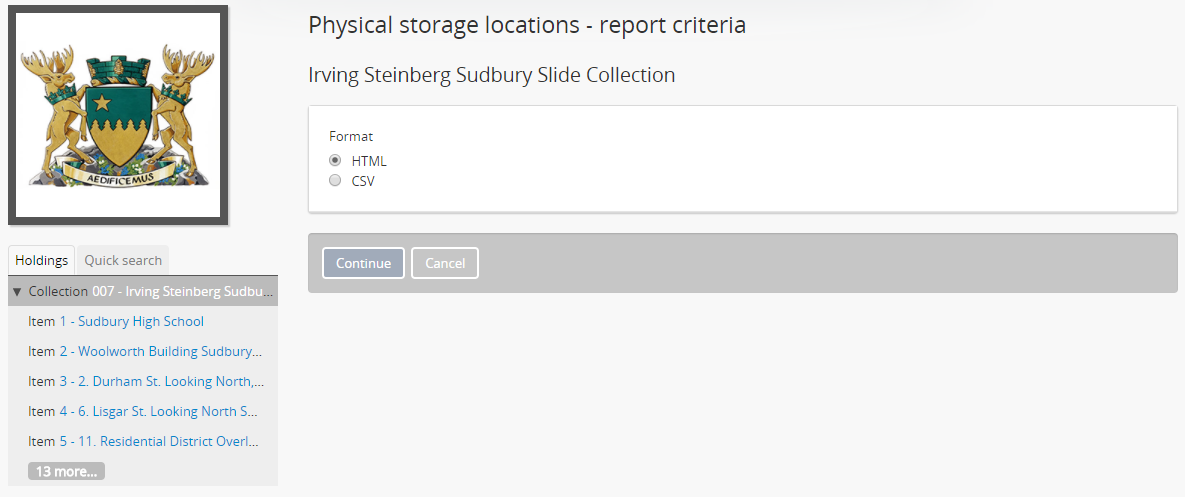 Physical storage locations - report criteria
Irving Steinberg Sudbury Slide Collection
Format
HTML
CSV
Continue Cancel
AEDIFICEMUS
Holdings Quick search
▼ Collection 007 - Irving Steinberg Sudbu...
Item 1 - Sudbury High School
Item 2 - Woolworth Building Sudbury...
Item 3 - 2. Durham St. Looking North,...
Item 4 - 6. Lisgar St. Looking North S...
Item 5 - 11. Residential District Overl...
13 more...